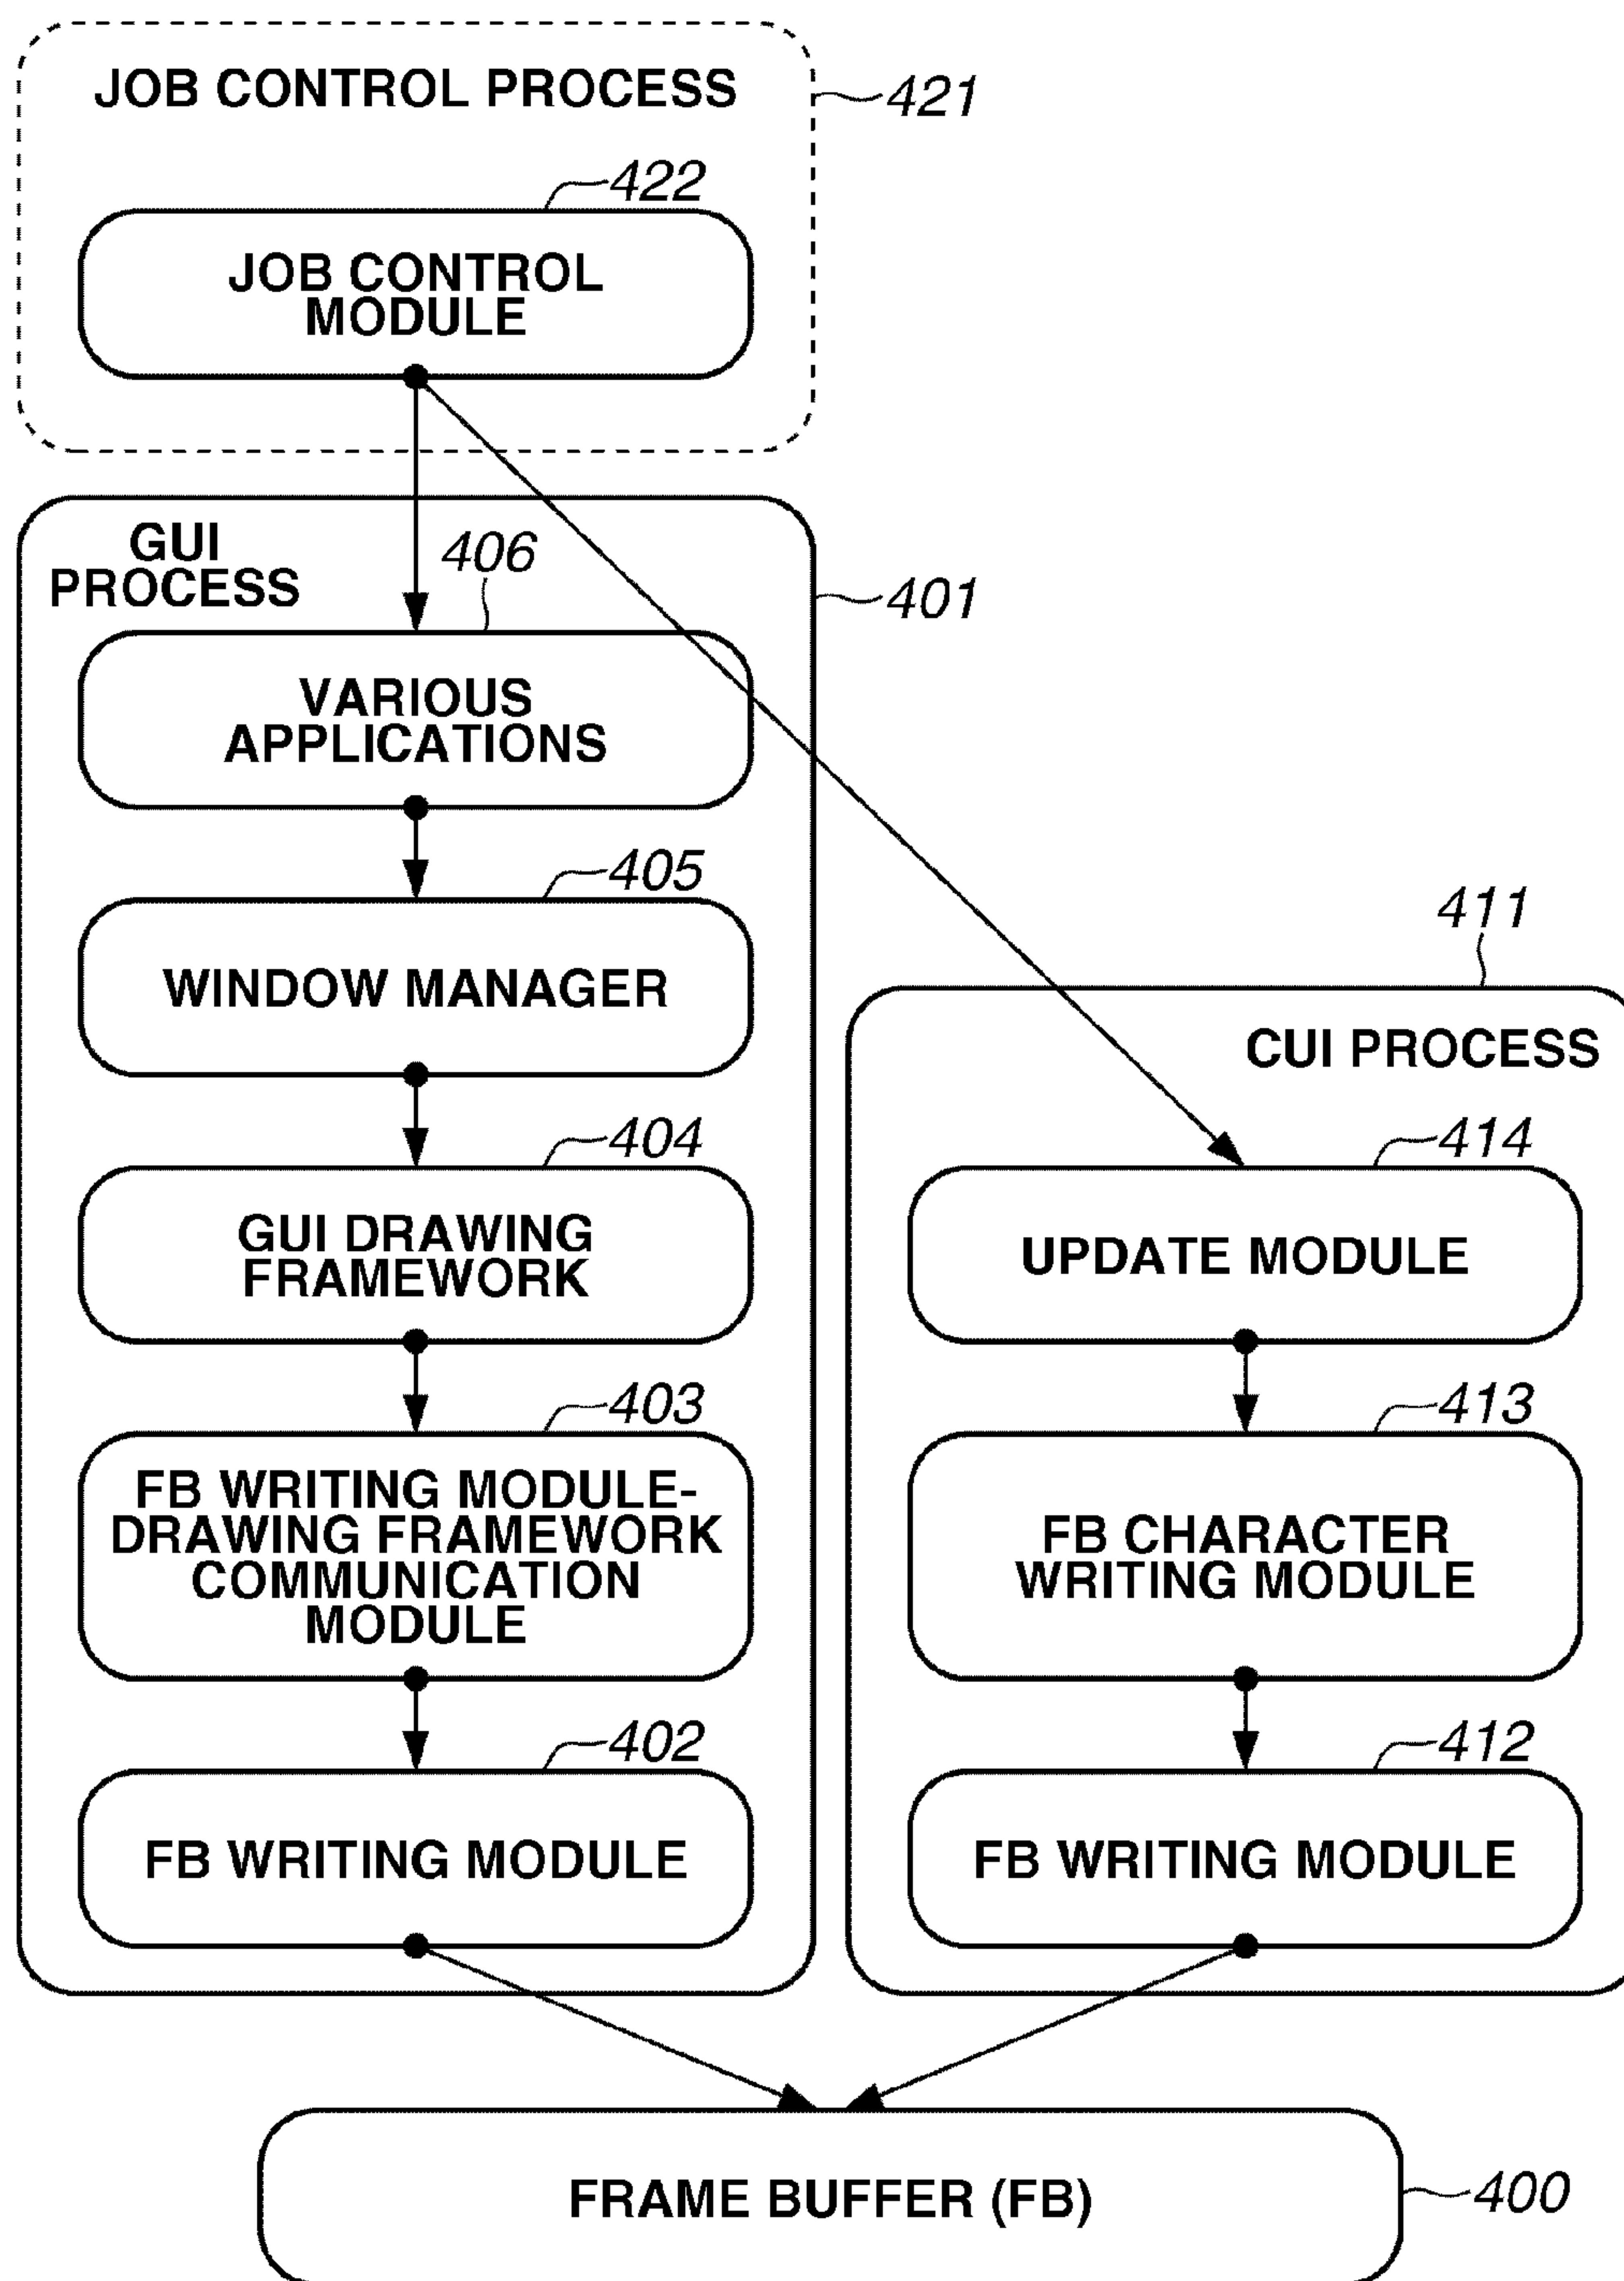 JOB CONTROL PROCESS
421
422
JOB CONTROL
MODULE
GUI
PROCESS
406
401
VARIOUS
APPLICATIONS
405
WINDOW MANAGER
411
CUI PROCESS
404
GUI DRAWING
FRAMEWORK
414
UPDATE MODULE
403
FB WRITING MODULE-
DRAWING FRAMEWORK
COMMUNICATION
MODULE
413
FB CHARACTER
WRITING MODULE
402
FB WRITING MODULE
412
FB WRITING MODULE
FRAME BUFFER (FB)
400